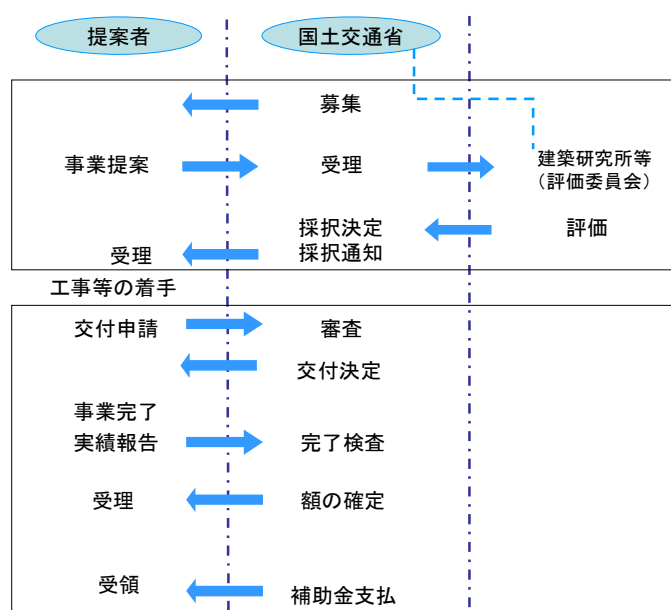 提案者
国土交通省
募集
事業提案
受理
建築研究所等
（評価委員会）
採択決定
評価
受理
採択通知
工事等の着手
交付申請
審査
交付決定
事業完了
実績報告
完了検査
受理
額の確定
受領
補助金支払